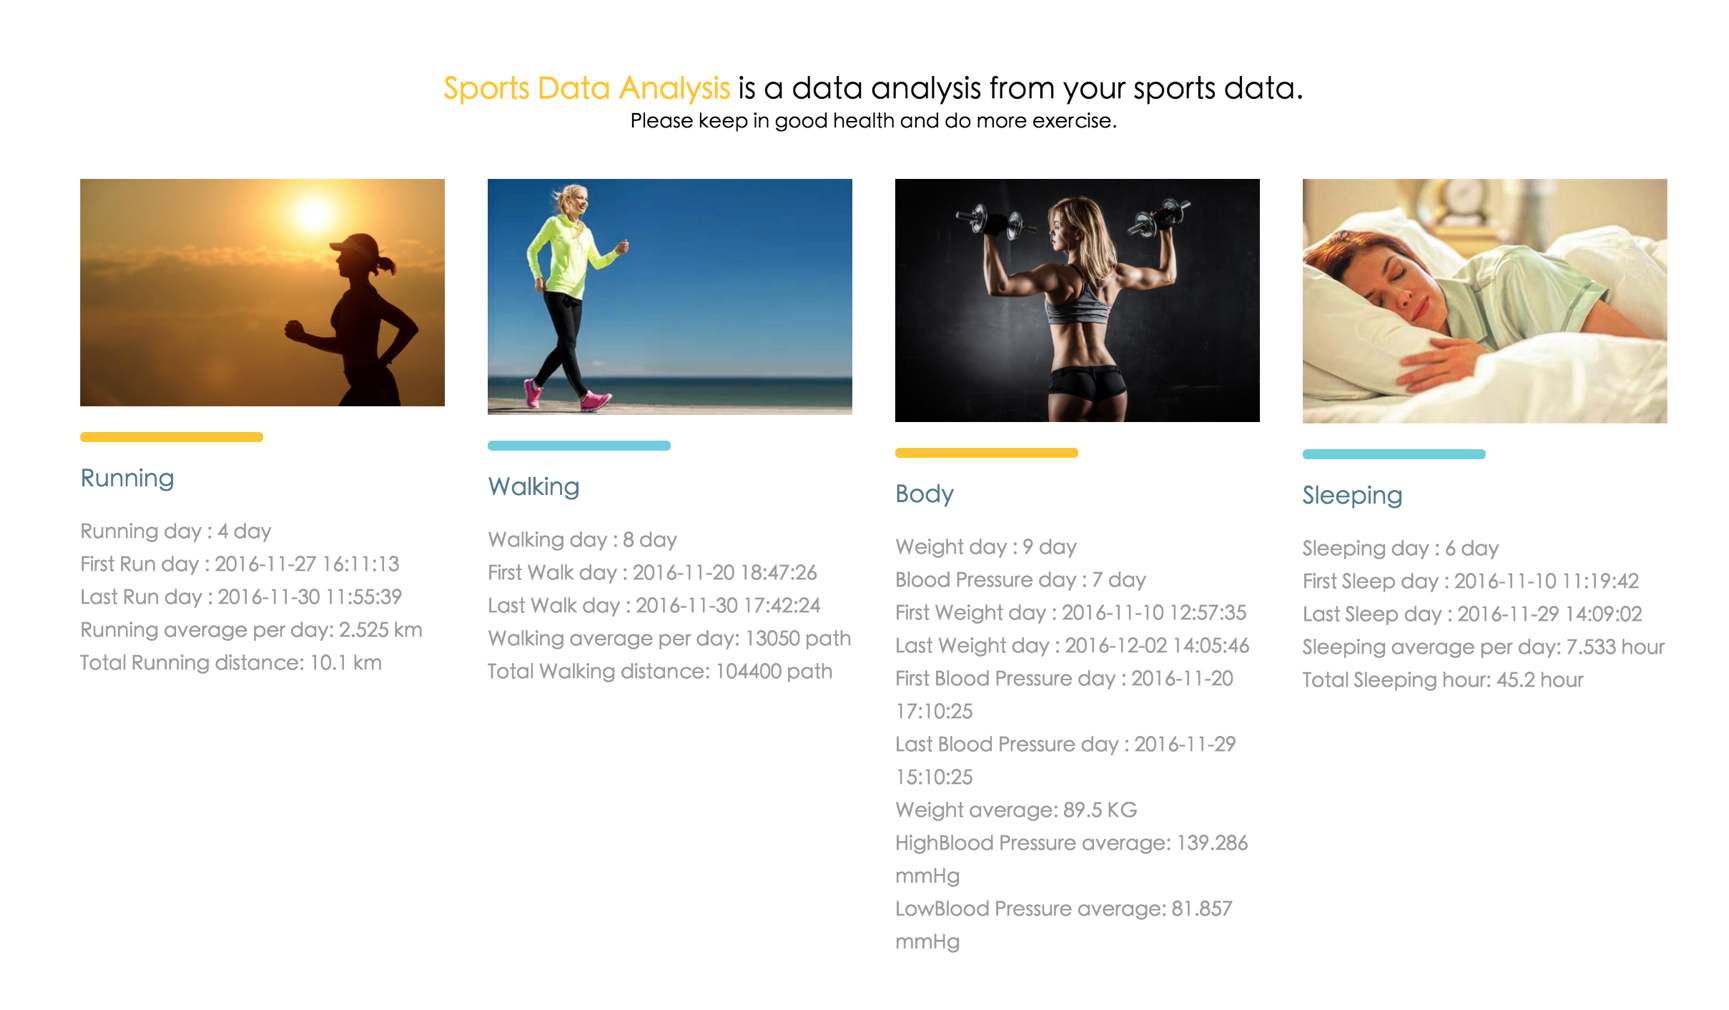 Sports Data Analysis is a data analysis from your sports data.
Please keep in good health and do more exercise.
Running
Running day : 4 day
First Run day : 2016-11-27 16:11:13
Last Run day : 2016-11-30 11:55:39
Running average per day: 2.525 km
Total Running distance: 10.1 km
Walking
Walking day : 8 day
First Walk day : 2016-11-20 18:47:26
Last Walk day : 2016-11-30 17:42:24
Walking average per day: 13050 path
Total Walking distance: 104400 path
Body
Weight day : 9 day
Blood Pressure day : 7 day
First Weight day : 2016-11-10 12:57:35
Last Weight day : 2016-12-02 14:05:46
First Blood Pressure day : 2016-11-20
17:10:25
Last Blood Pressure day : 2016-11-29
15:10:25
Weight average: 89.5 KG
HighBlood Pressure average: 139.286
mmHg
LowBlood Pressure average: 81.857
mmHg
Sleeping
Sleeping day : 6 day
First Sleep day : 2016-11-10 11:19:42
Last Sleep day : 2016-11-29 14:09:02
Sleeping average per day: 7.533 hour
Total Sleeping hour: 45.2 hour